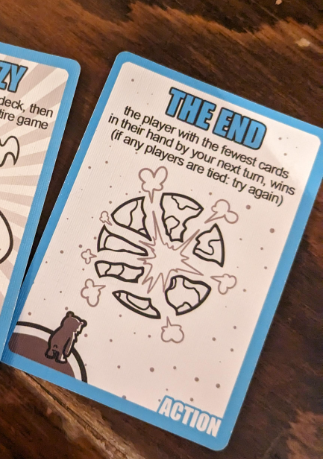 ZY
deck, then
tire game
THE END
the player with the fewest cards
in their hand by your next turn, wins
(if any players are tied: try again)
ACTION